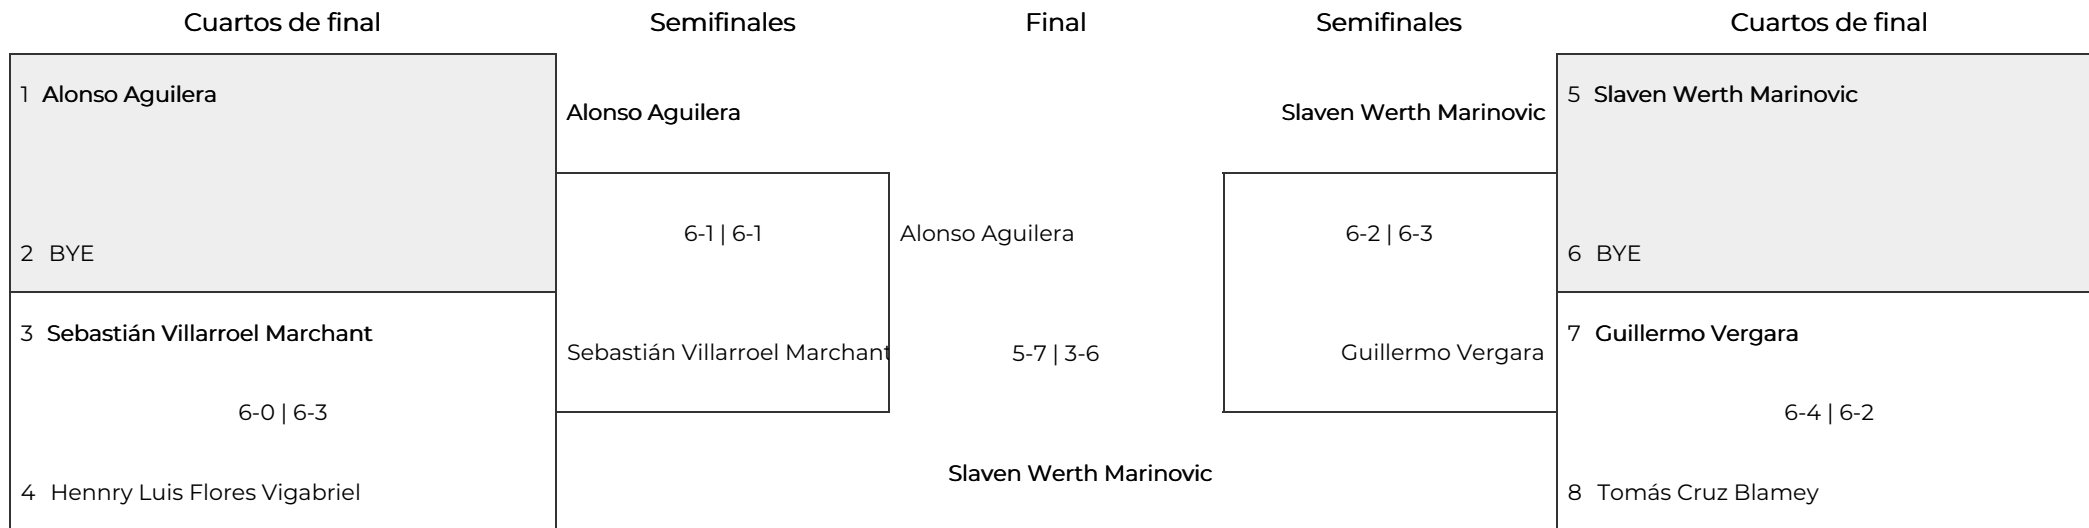 Cuartos de final
Semifinales
Final
Semifinales
Cuartos de final
1 Alonso Aguilera
2 BYE
3 Sebastián Villarroel Marchant
6-0 | 6-3
4 Hennry Luis Flores Vigabriel
Alonso Aguilera
6-1 | 6-1
Sebastián Villarroel Marchant
Alonso Aguilera
5-7 | 3-6
Slaven Werth Marinovic
Slaven Werth Marinovic
6-2 | 6-3
Guillermo Vergara
5 Slaven Werth Marinovic
6 BYE
7 Guillermo Vergara
6-4 | 6-2
8 Tomás Cruz Blamey